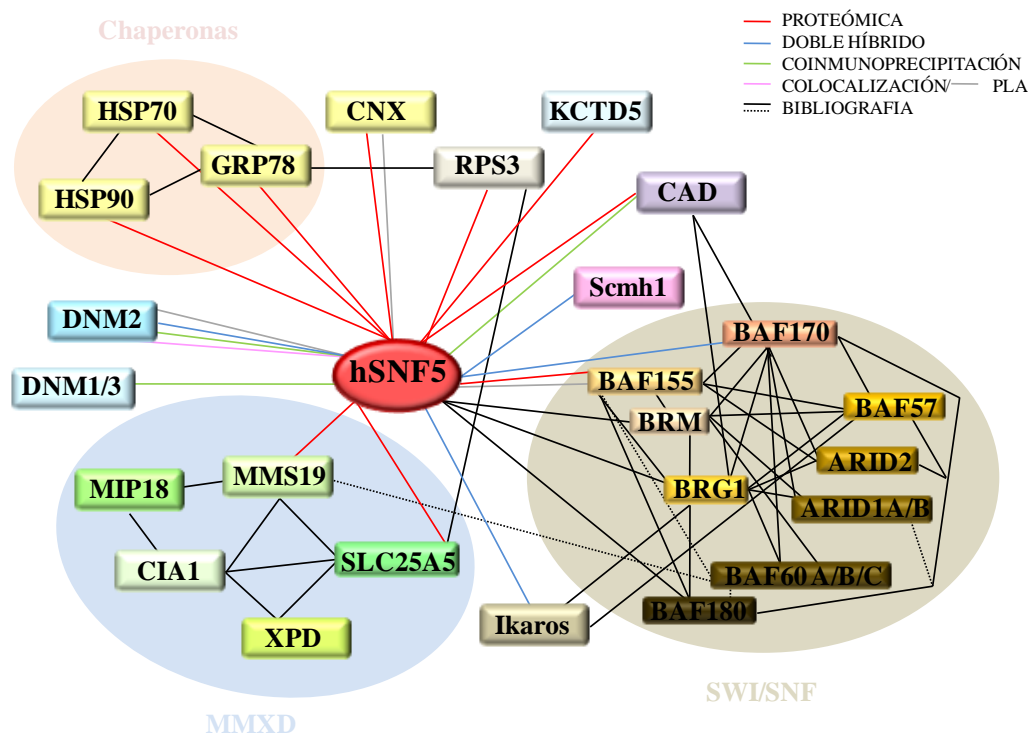 Chaperonas
PROTEÓMICA
DOBLE HÍBRIDO
COINMUNOPRECIPITACIÓN
COLOCALIZACIÓN/ PLA
BIBLIOGRAFIA
HSP70
CNX
KCTD5
GRP78
RPS3
HSP90
CAD
Scmh1
DNM2
BAF170
hSNF5
DNM1/3
BAF155
BAF57
BRM
ARID2
MMS19
MIP18
BRG1
ARID1A/B
SLC25A5
CIA1
BAF60 A/B/C
BAF180
XPD
Ikaros
SWI/SNF
MMXD